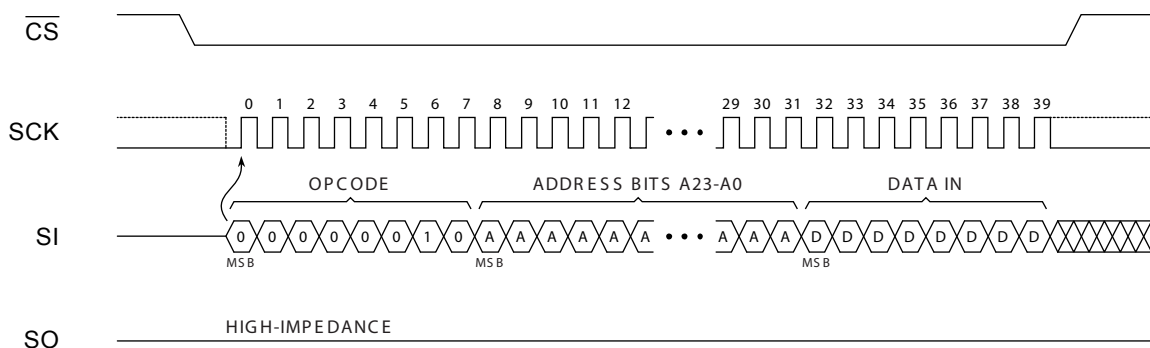 CS
SCK
0 1 2 3 4 5 6 7 8 9 10 11 12 29 30 31 32 33 34 35 36 37 38 39
• • •
OPCODE ADDRESS BITS A23-A0 DATA IN
SI
0 0 0 0 0 0 1 0 A A A A A A • • • A A A D D D D D D D D
MSB MSB MSB
HIGH-IMPEDANCE
SO